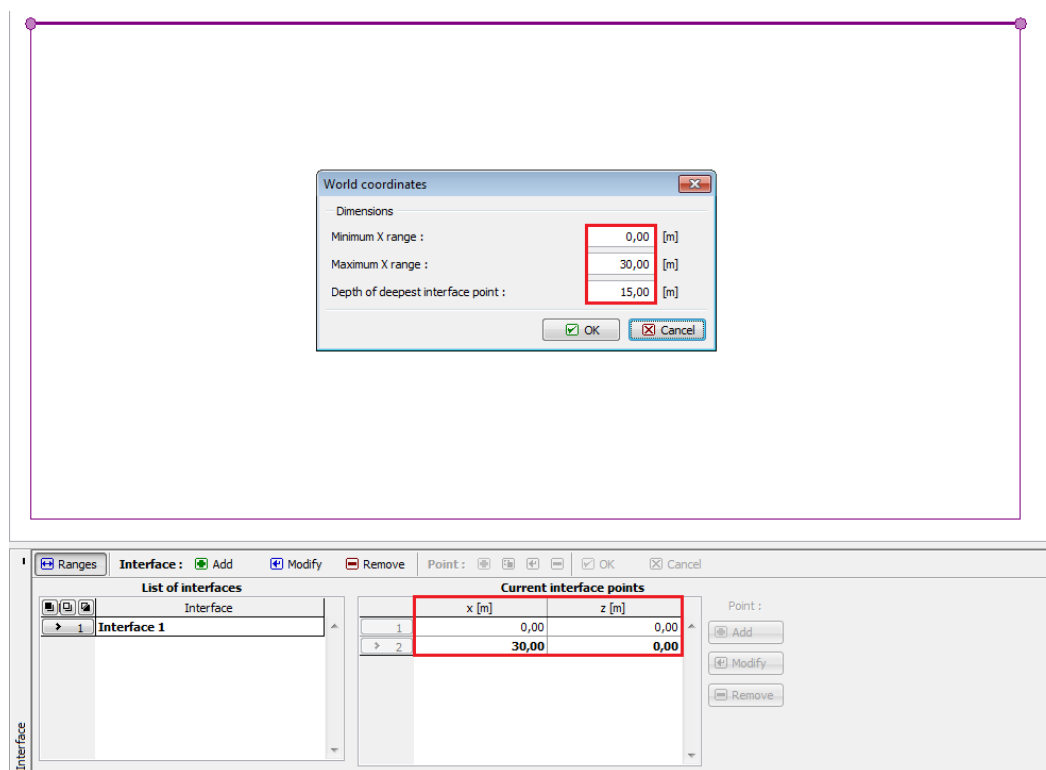 World coordinates
Dimensions
Minimum X range : 0,00 [m]
Maximum X range : 30,00 [m]
Depth of deepest interface point : 15,00 [m]
OK Cancel
Ranges Interface : Add Modify Remove Point : OK Cancel
List of interfaces Current interface points
Interface x [m] z [m] Point :
1 Interface 1 1 0,00 0,00 Add
2 30,00 0,00
Modify
Remove
Interface